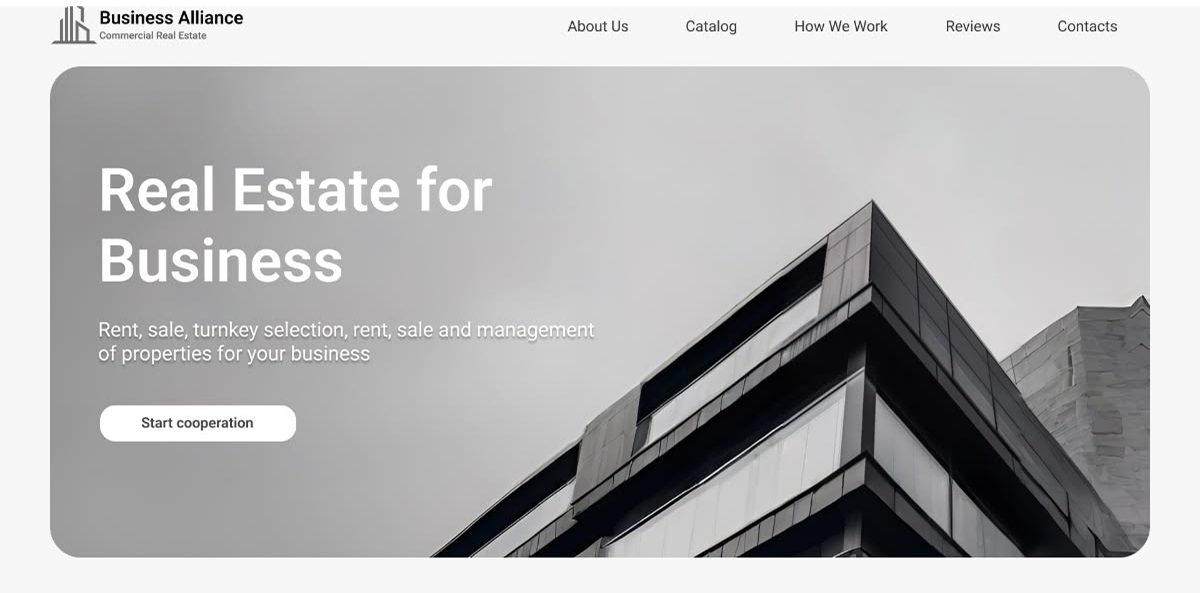 Business Alliance
Commercial Real Estate
About Us
Catalog
How We Work
Reviews
Contacts
Real Estate for
Business
Rent, sale, turnkey selection, rent, sale and management
of properties for your business
Start cooperation